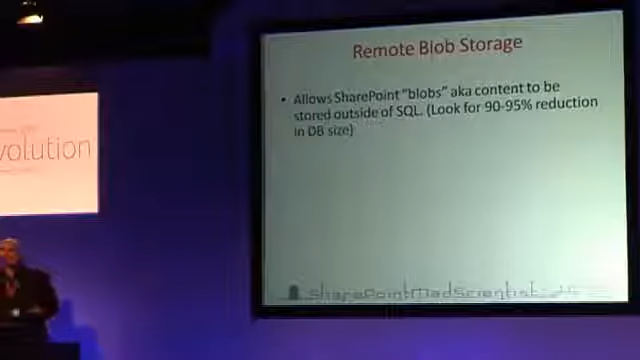 Remote Blob Storage
• Allows SharePoint "blobs" aka content to be
stored outside of SQL. (Look for 90-95% reduction
in DB size)
volution
SharePointMadScientist